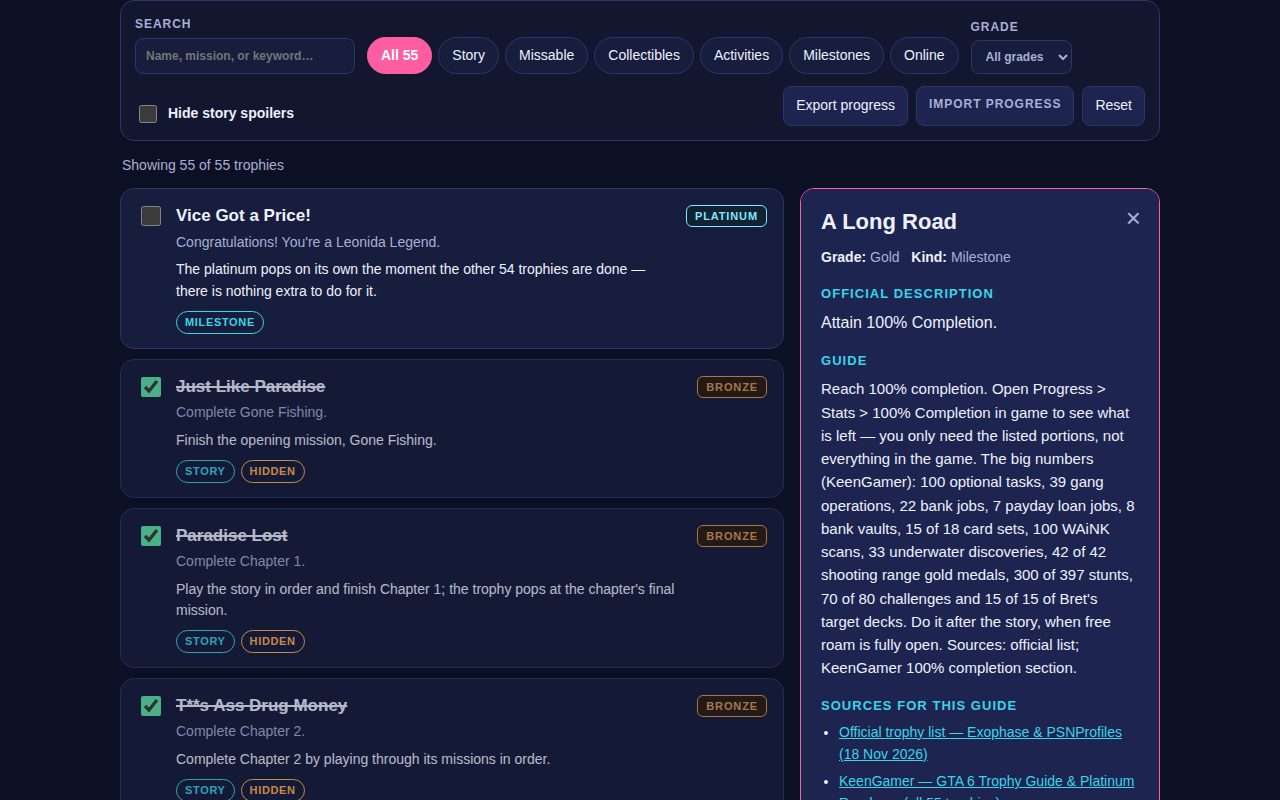 SEARCH
Name, mission, or keyword…
All 55
Story
Missable
Collectibles
Activities
Milestones
Online
GRADE
All grades
Hide story spoilers
Export progress
IMPORT PROGRESS
Reset
Showing 55 of 55 trophies
Vice Got a Price!
PLATINUM
Congratulations! You're a Leonida Legend.
The platinum pops on its own the moment the other 54 trophies are done —
there is nothing extra to do for it.
MILESTONE
Just Like Paradise
BRONZE
Complete Gone Fishing.
Finish the opening mission, Gone Fishing.
STORY
HIDDEN
Paradise Lost
BRONZE
Complete Chapter 1.
Play the story in order and finish Chapter 1; the trophy pops at the chapter's final
mission.
STORY
HIDDEN
T**s Ass Drug Money
BRONZE
Complete Chapter 2.
Complete Chapter 2 by playing through its missions in order.
STORY
HIDDEN
A Long Road
✕
Grade: Gold Kind: Milestone
OFFICIAL DESCRIPTION
Attain 100% Completion.
GUIDE
Reach 100% completion. Open Progress >
Stats > 100% Completion in game to see what
is left — you only need the listed portions, not
everything in the game. The big numbers
(KeenGamer): 100 optional tasks, 39 gang
operations, 22 bank jobs, 7 payday loan jobs, 8
bank vaults, 15 of 18 card sets, 100 WAiNK
scans, 33 underwater discoveries, 42 of 42
shooting range gold medals, 300 of 397 stunts,
70 of 80 challenges and 15 of 15 of Bret's
target decks. Do it after the story, when free
roam is fully open. Sources: official list;
KeenGamer 100% completion section.
SOURCES FOR THIS GUIDE
• Official trophy list — Exophase & PSNProfiles
(18 Nov 2026)
• KeenGamer — GTA 6 Trophy Guide & Platinum